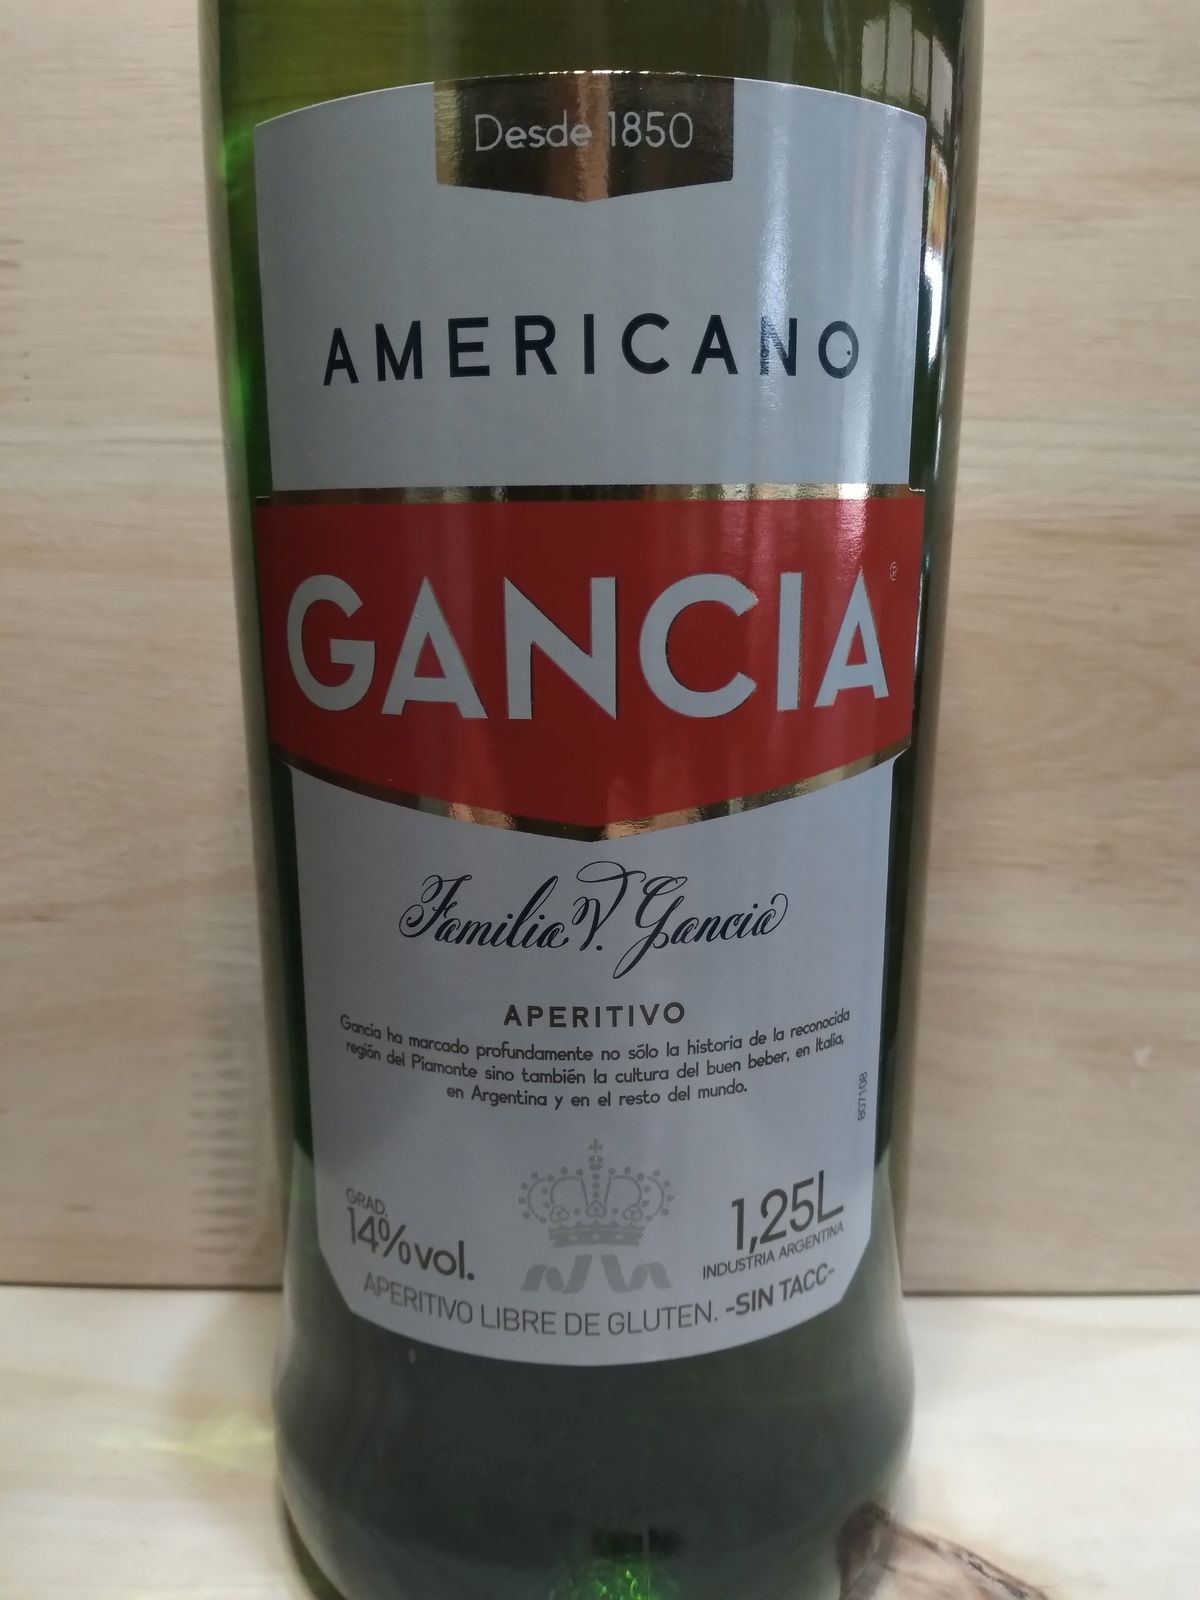 Desde 1850
AMERICANO
GANCIA®
Familia V. Gancia
APERITIVO
Gancia ha marcado profundamente no sólo la historia de la reconocida
región del Piamonte sino también la cultura del buen beber, en Italia,
en Argentina y en el resto del mundo.
807108
GRAD.
14%vol.
1,25L
INDUSTRIA ARGENTINA
APERITIVO LIBRE DE GLUTEN. -SIN TACC-